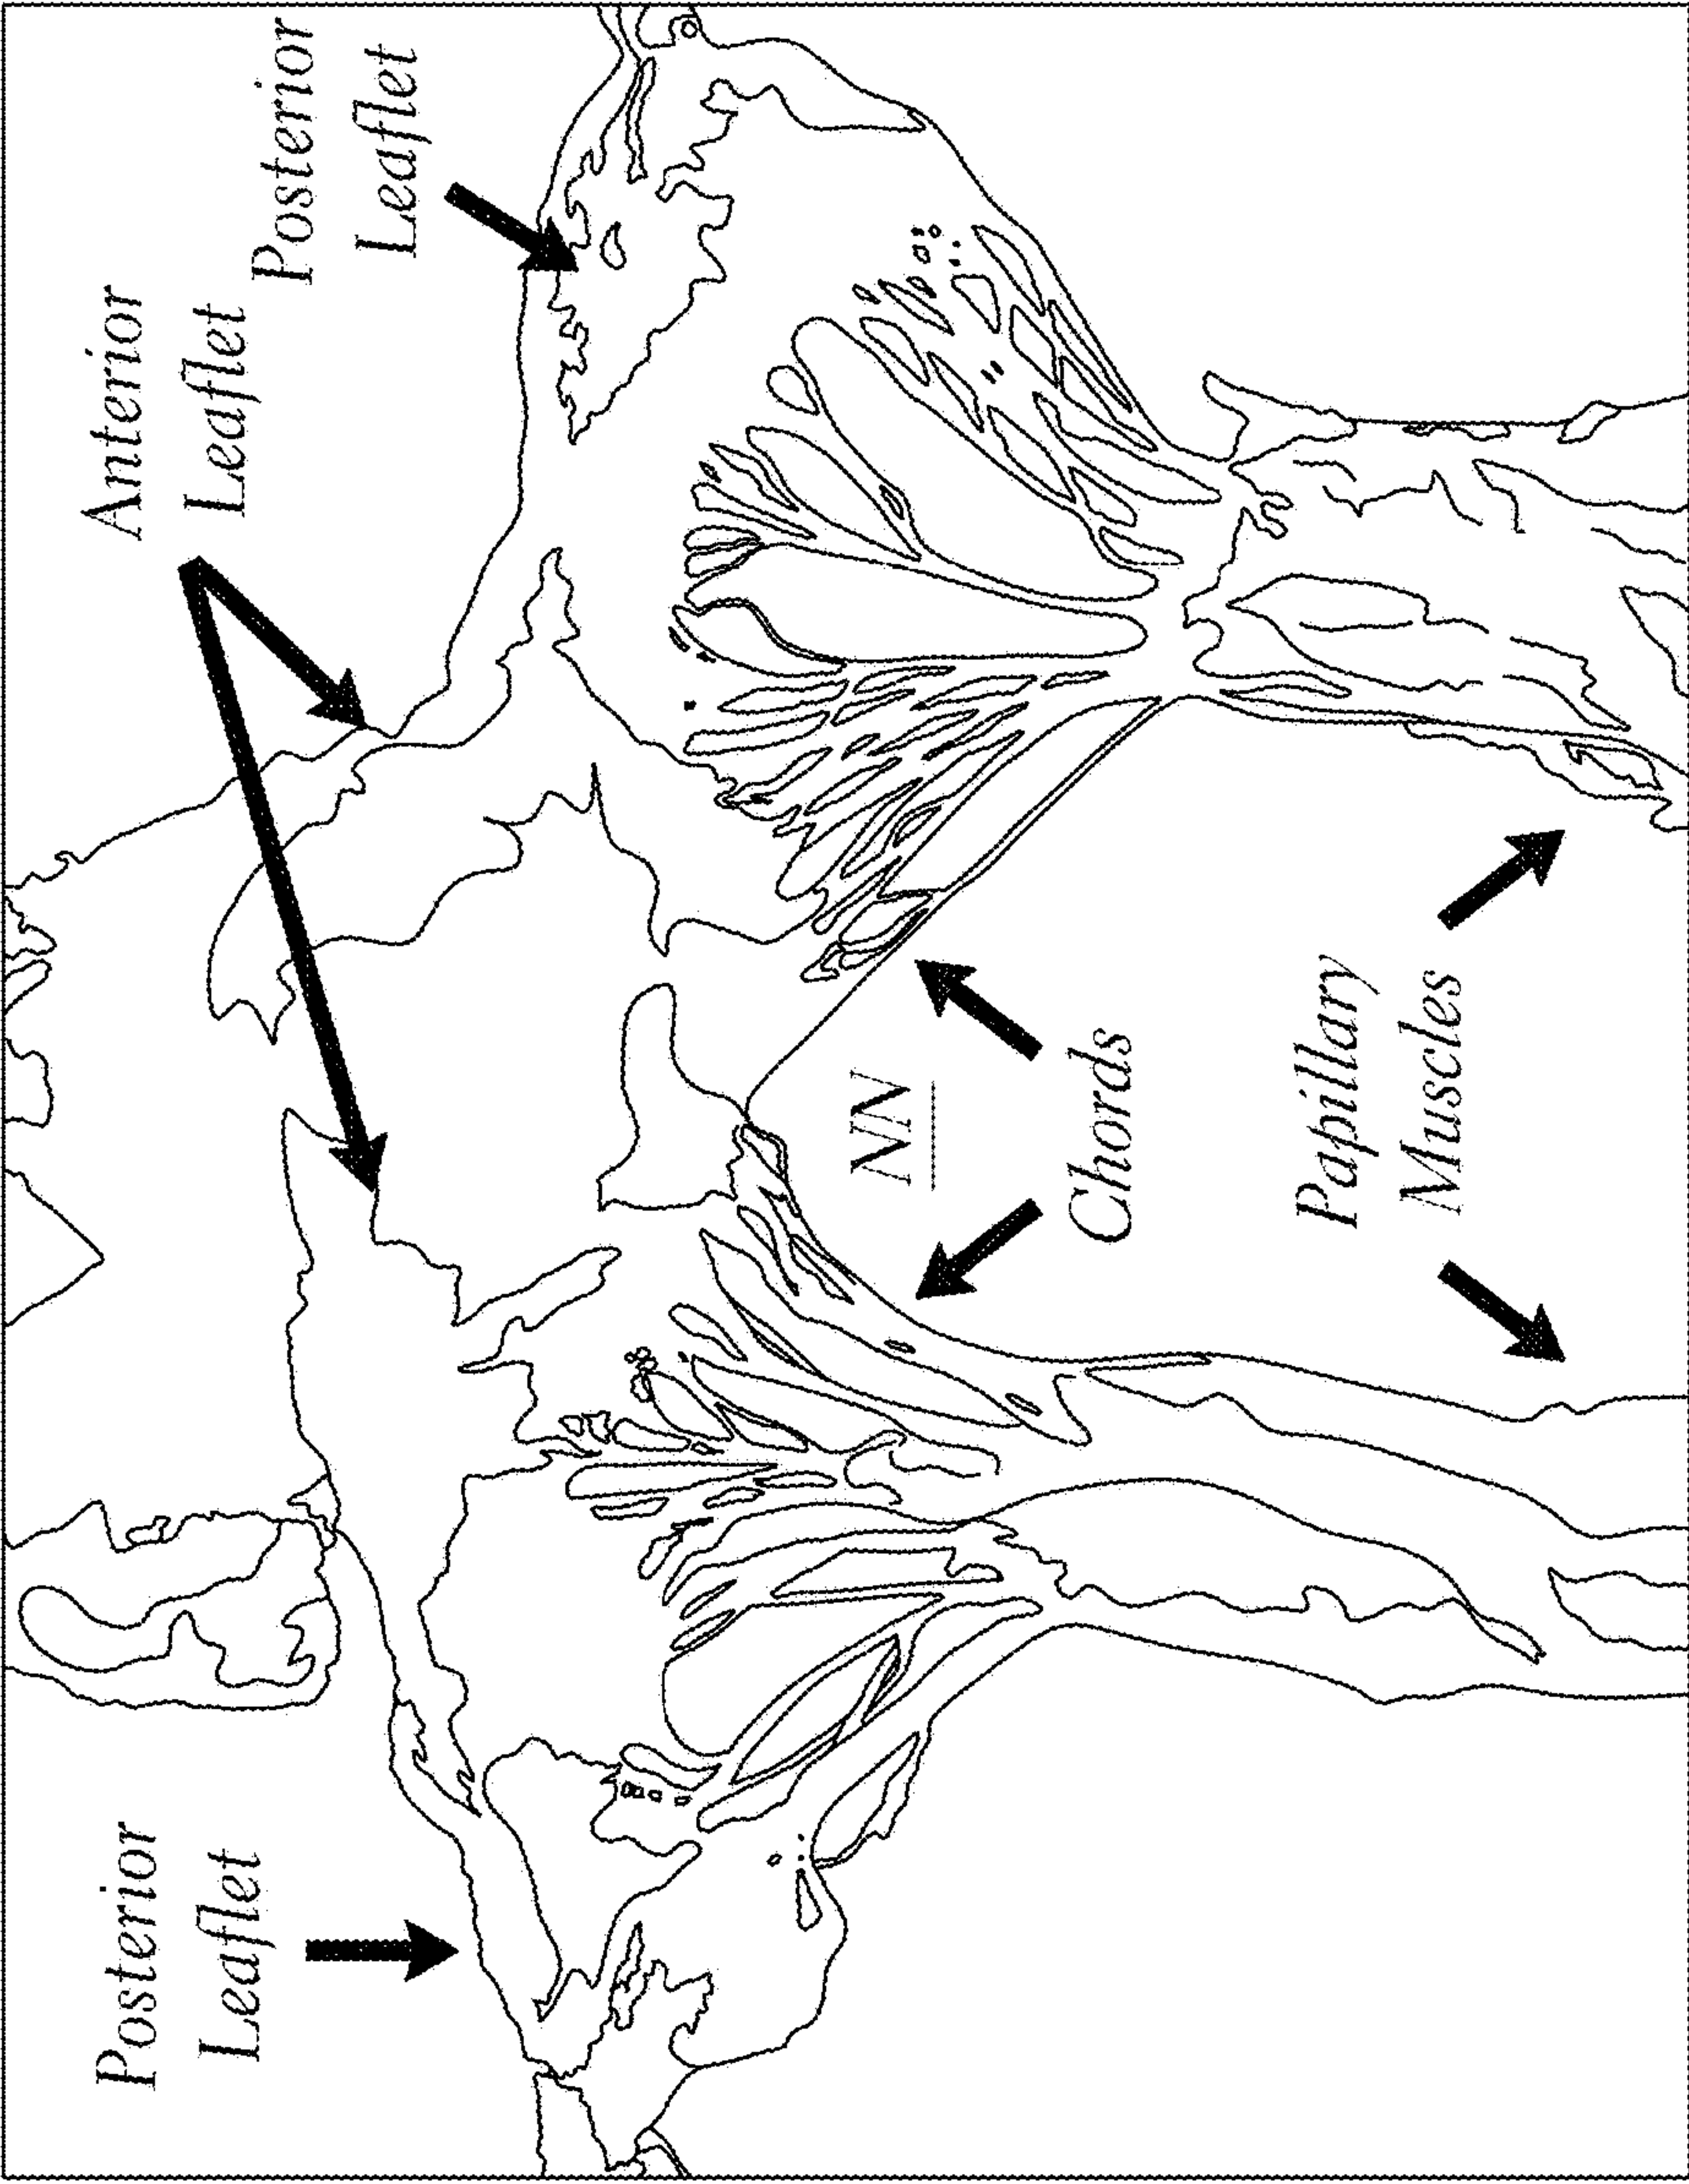 Posterior
Leaflet
Anterior
Leaflet
Posterior
Leaflet
NN
Chords
Papillary
Muscles